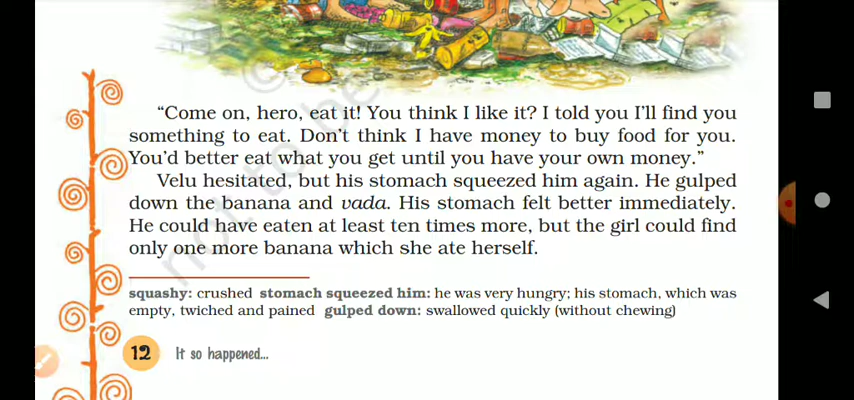 “Come on, hero, eat it! You think I like it? I told you I’ll find you
something to eat. Don’t think I have money to buy food for you.
You’d better eat what you get until you have your own money.”
Velu hesitated, but his stomach squeezed him again. He gulped
down the banana and vada. His stomach felt better immediately.
He could have eaten at least ten times more, but the girl could find
only one more banana which she ate herself.
squashy: crushed stomach squeezed him: he was very hungry; his stomach, which was
empty, twiched and pained gulped down: swallowed quickly (without chewing)
12 It so happened...
not to be
©